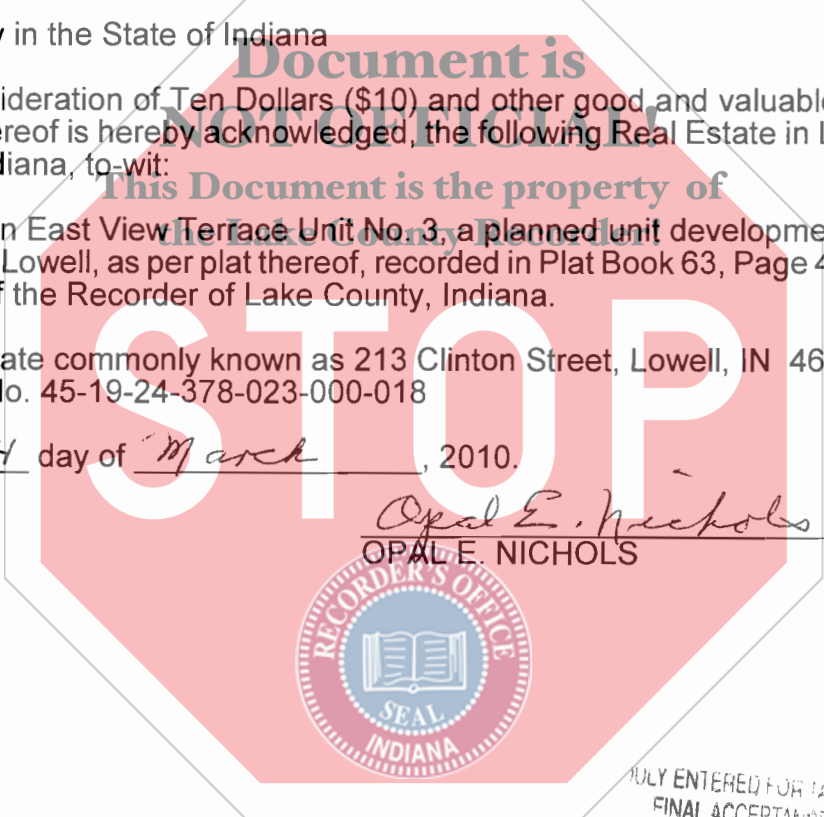 y in the State of Indiana
Document is
ideration of Ten Dollars ($10) and other good and valuable
NOT OFFICIAL!
ereof is hereby acknowledged, the following Real Estate in L
diana, to-wit:
This Document is the property of
n East View Terrace Unit No. 3, a planned unit developme
the Lake County Recorder!
Lowell, as per plat thereof, recorded in Plat Book 63, Page 4
f the Recorder of Lake County, Indiana.
STOP
ate commonly known as 213 Clinton Street, Lowell, IN 46
No. 45-19-24-378-023-000-018
day of March, 2010.
Opal E. Nichols
OPAL E. NICHOLS
RECORDER'S OFFICE
SEAL
INDIANA
DULY ENTERED FOR TA
FINAL ACCEPTANCE